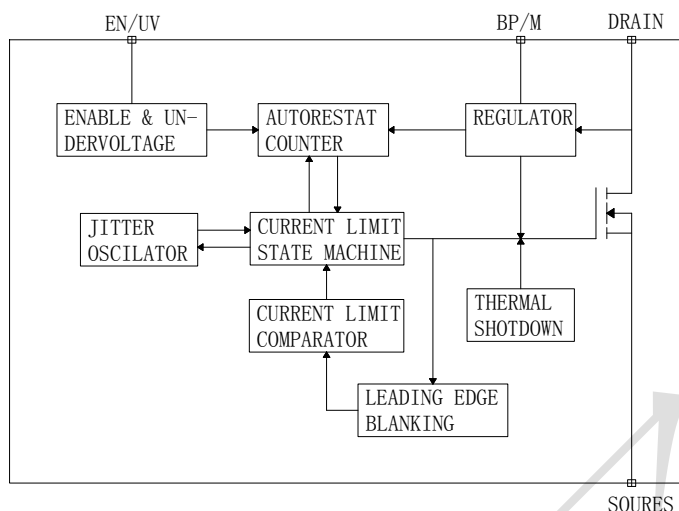 EN/UV
BP/M
DRAIN
ENABLE & UN-
DERVOLTAGE
AUTORESTAT
COUNTER
REGULATOR
JITTER
OSCILATOR
CURRENT LIMIT
STATE MACHINE
CURRENT LIMIT
COMPARATOR
THERMAL
SHOTDOWN
LEADING EDGE
BLANKING
SOURES